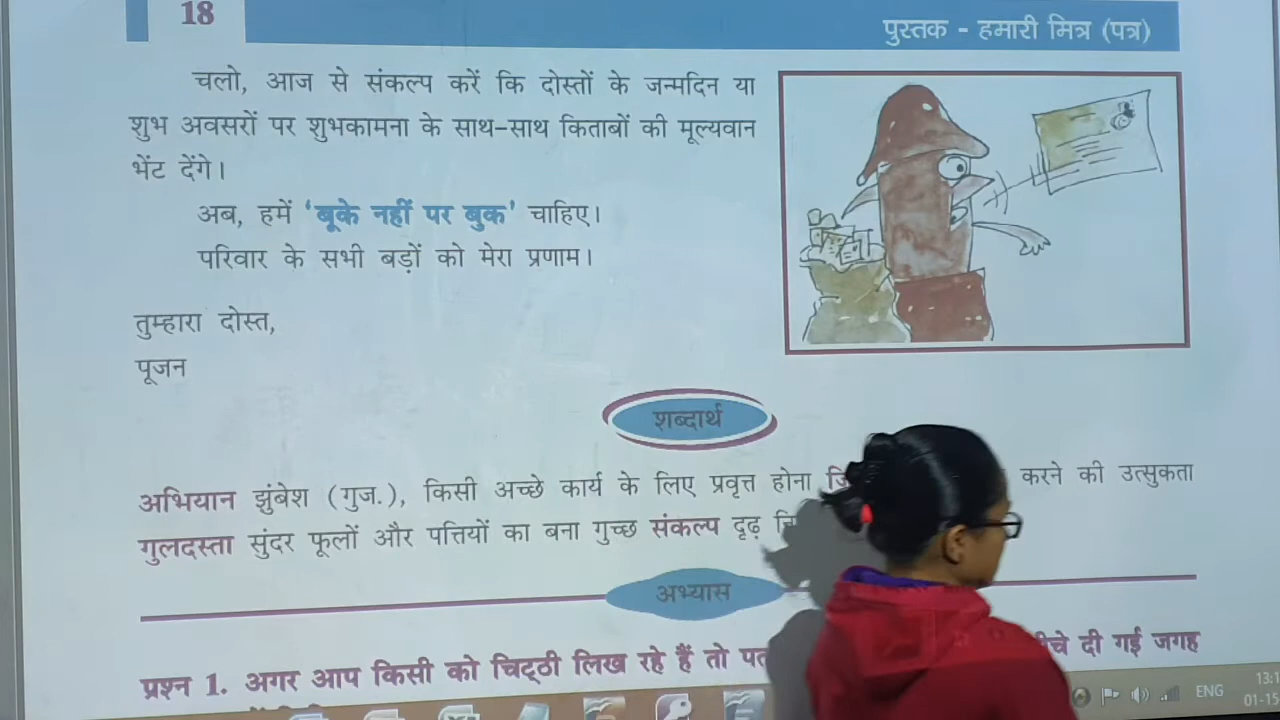 18
पुस्तक - हमारी मित्र (पत्र)
चलो, आज से संकल्प करें कि दोस्तों के जन्मदिन या
शुभ अवसरों पर शुभकामना के साथ-साथ किताबों की मूल्यवान
भेंट देंगे।
अब, हमें 'बूके नहीं पर बुक' चाहिए।
परिवार के सभी बड़ों को मेरा प्रणाम।
तुम्हारा दोस्त,
पूजन
शब्दार्थ
अभियान झुंबेश (गुज.), किसी अच्छे कार्य के लिए प्रवृत्त होना करने की उत्सुकता
गुलदस्ता सुंदर फूलों और पत्तियों का बना गुच्छ संकल्प दृढ़
अभ्यास
प्रश्न 1. अगर आप किसी को चिट्ठी लिख रहे हैं तो दी गई जगह
ENG